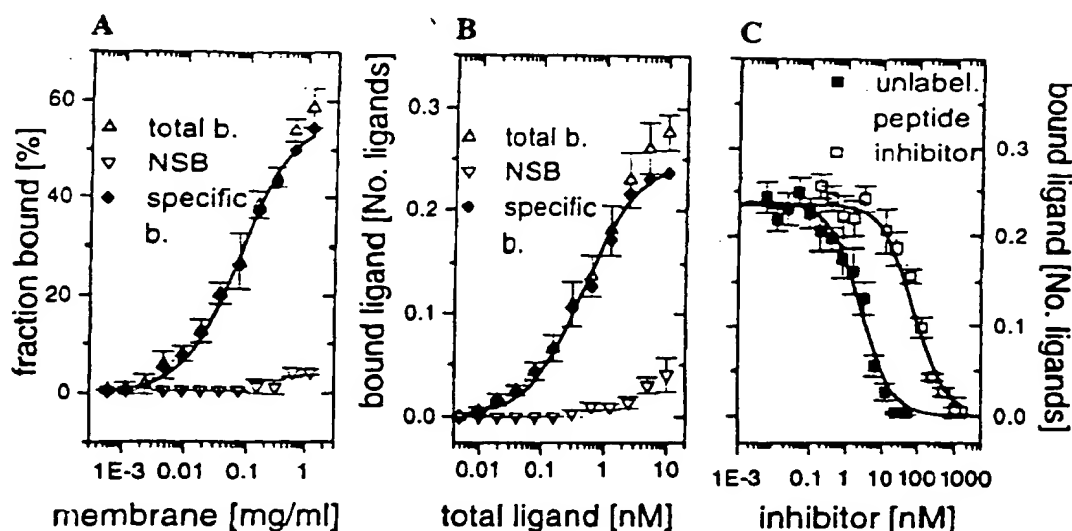 A
B
C
fraction bound [%]
60
40
20
0
total b.
NSB
specific
b.
1E-3
0.01
0.1
1
membrane [mg/ml]
bound ligand [No. ligands]
0.3
0.2
0.1
0.0
total b.
NSB
specific
b.
0.01
0.1
1
10
total ligand [nM]
unlabel.
peptide
inhibitor
0.1
1
10
100
1000
inhibitor [nM]
0.3
0.2
0.1
0.0
bound ligand [No. ligands]